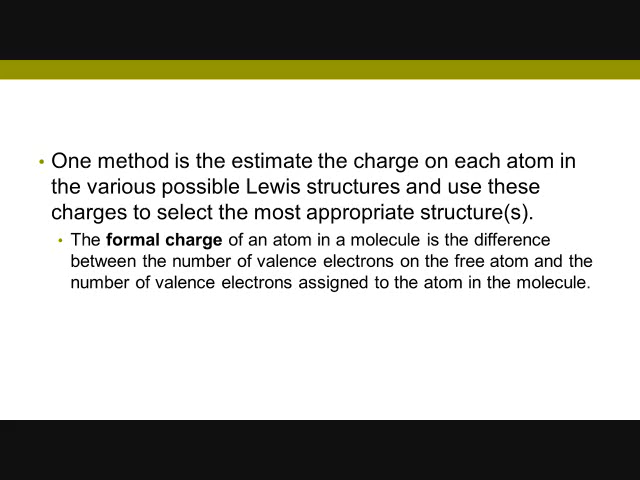 • One method is the estimate the charge on each atom in
the various possible Lewis structures and use these
charges to select the most appropriate structure(s).
• The formal charge of an atom in a molecule is the difference
between the number of valence electrons on the free atom and the
number of valence electrons assigned to the atom in the molecule.